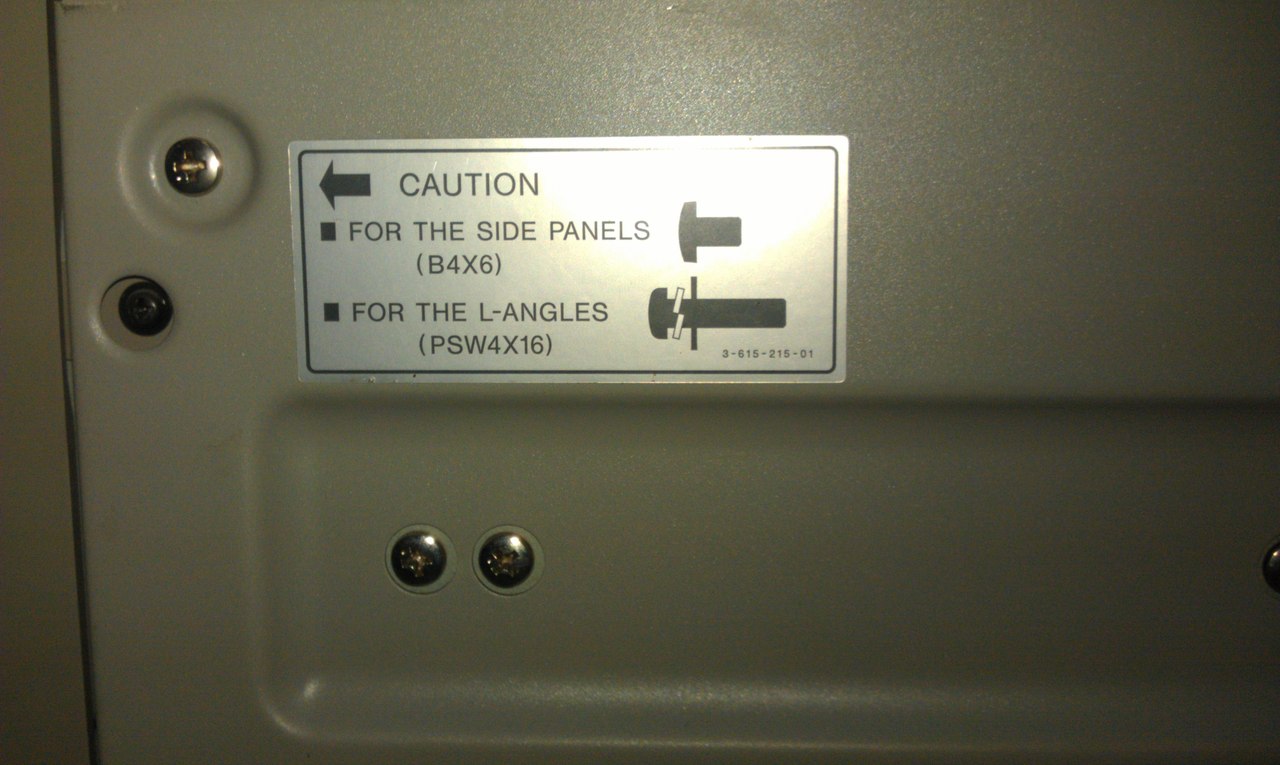 CAUTION
FOR THE SIDE PANELS
(B4X6)
FOR THE L-ANGLES
(PSW4X16)
3-615-215-01